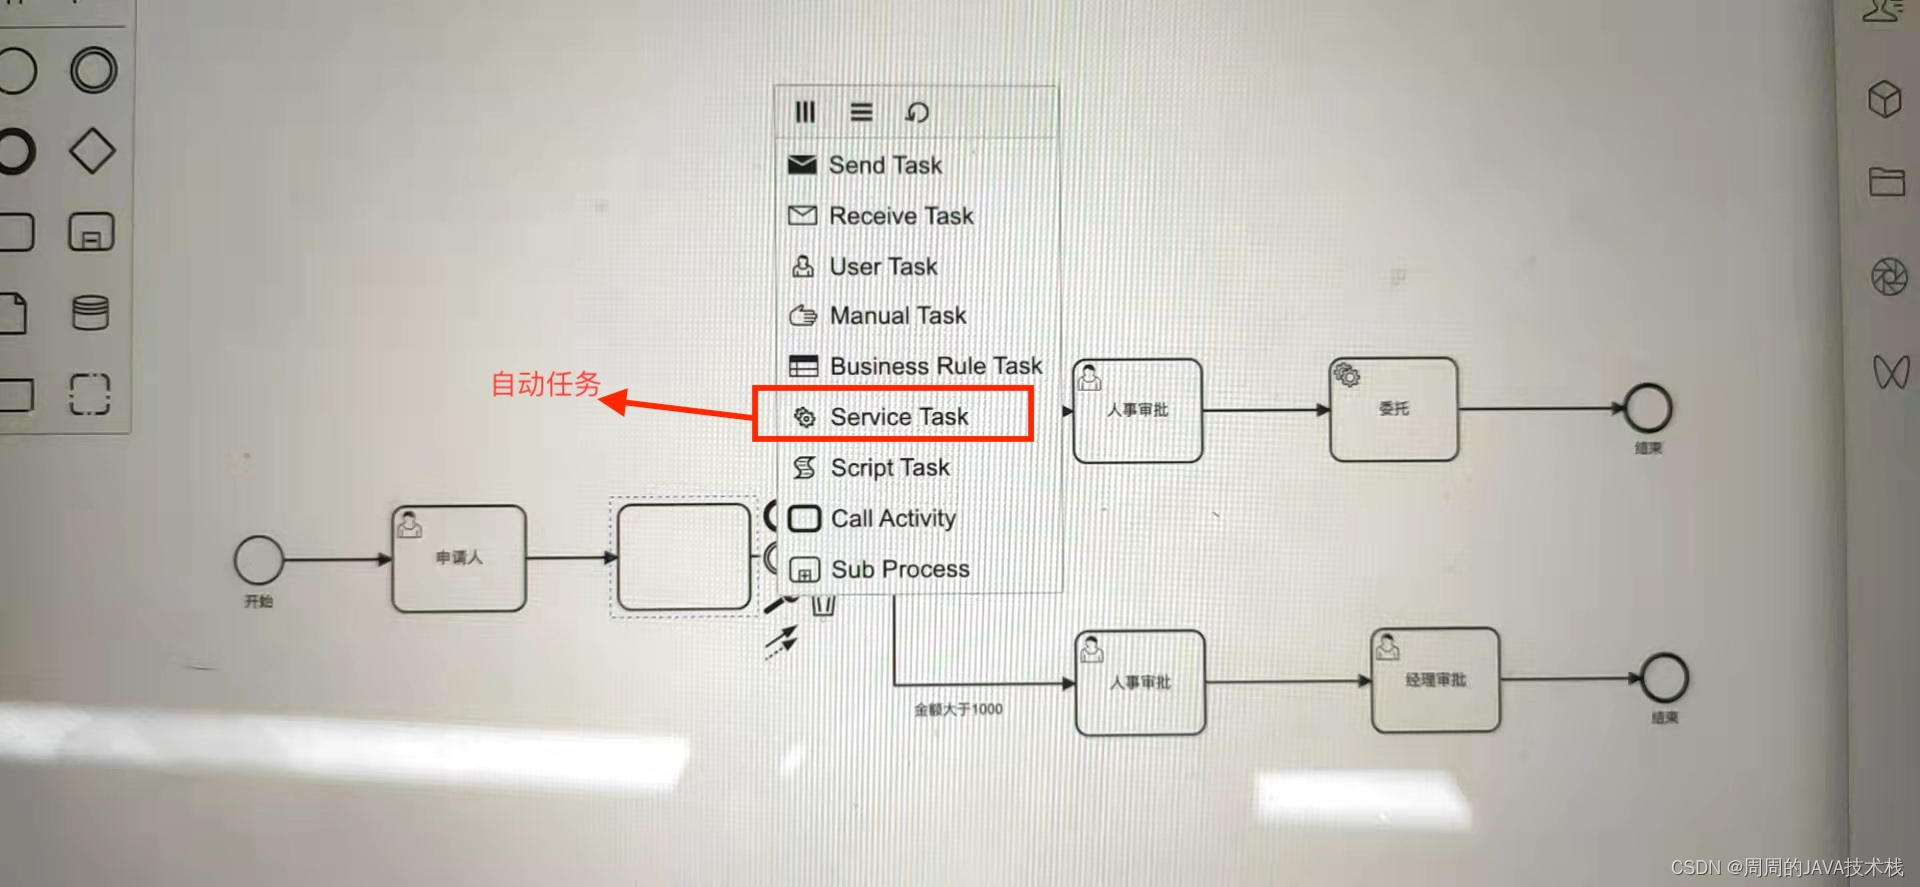 Send Task
Receive Task
User Task
Manual Task
Business Rule Task
自动任务
Service Task
人事审批
委托
结束
Script Task
Call Activity
申请人
Sub Process
开始
人事审批
经理审批
金额大于1000
结束
CSDN @周周的JAVA技术栈